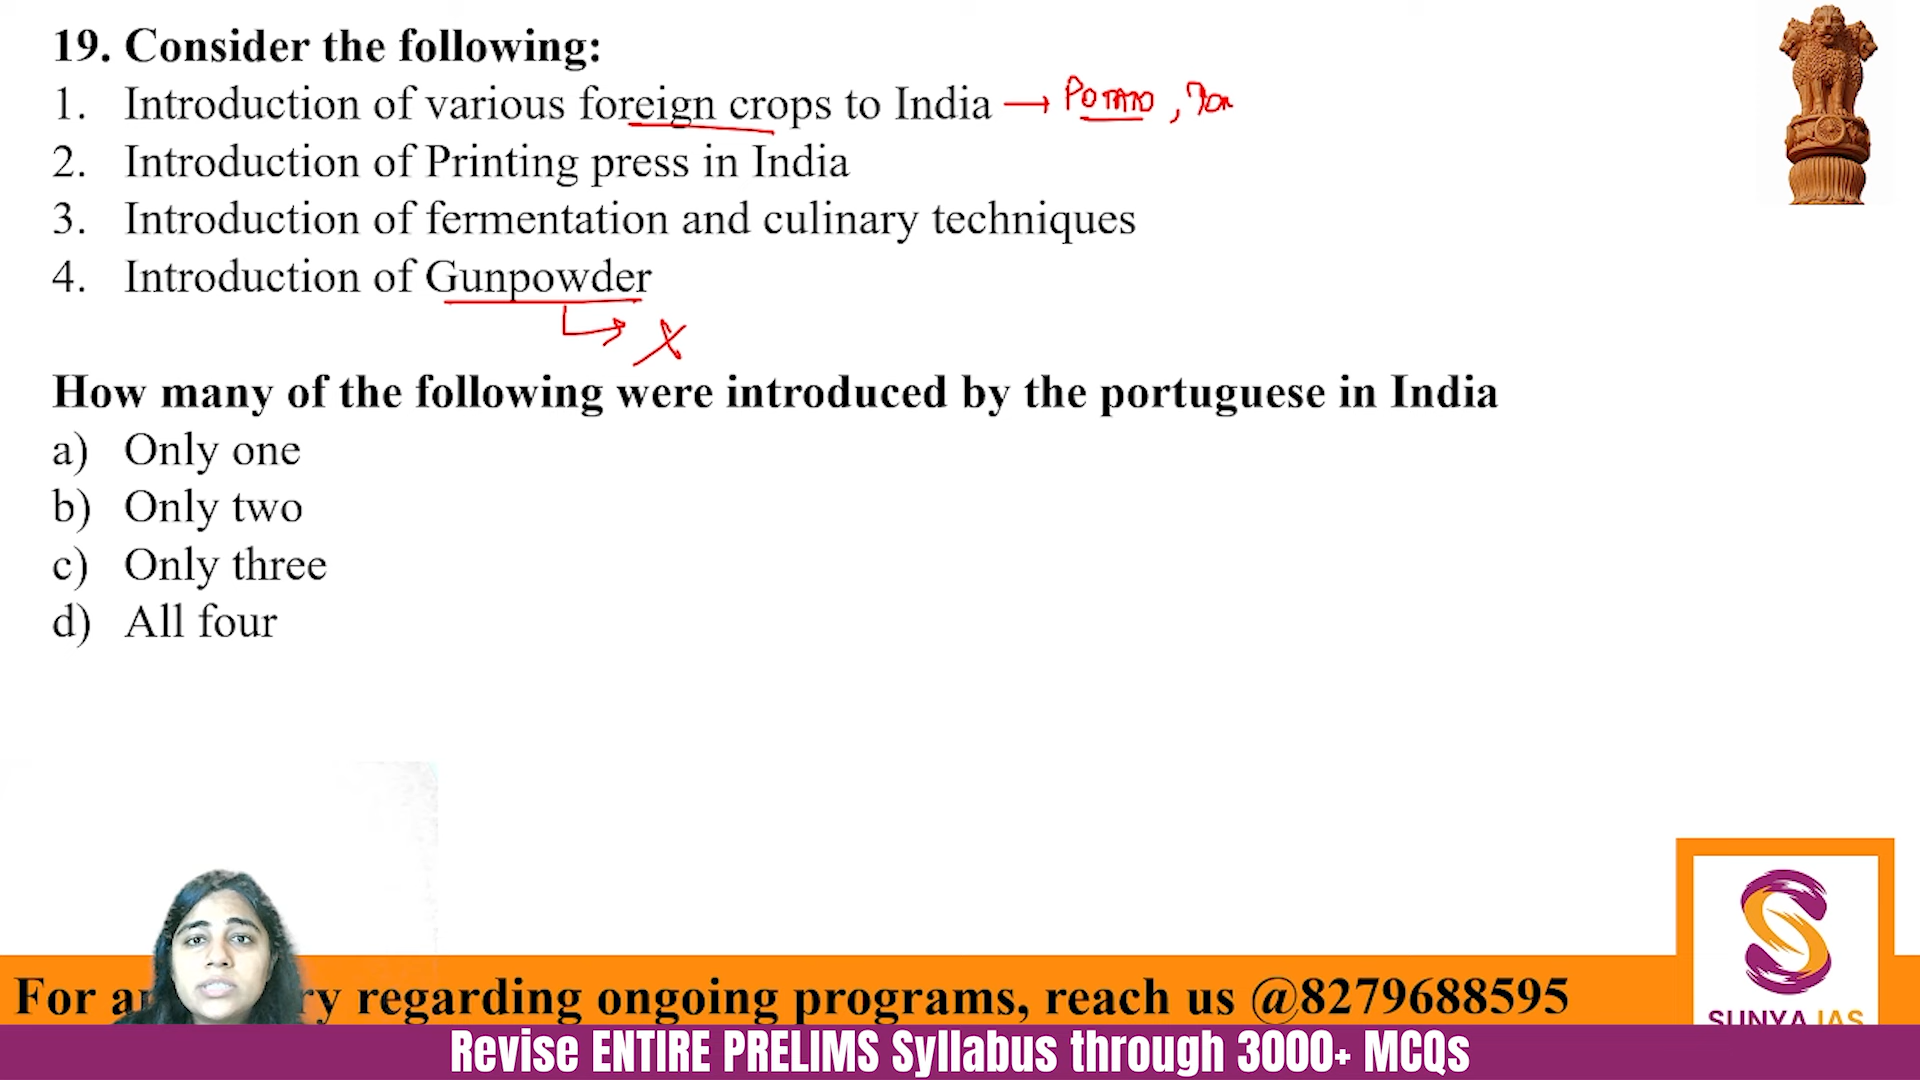 19. Consider the following:
1. Introduction of various foreign crops to India → POTATO,
2. Introduction of Printing press in India
3. Introduction of fermentation and culinary techniques
4. Introduction of Gunpowder
X
How many of the following were introduced by the portuguese in India
a) Only one
b) Only two
c) Only three
d) All four
For regarding ongoing programs, reach us @8279688595
SUNYA IAS
Revise ENTIRE PRELIMS Syllabus through 3000+ MCQs